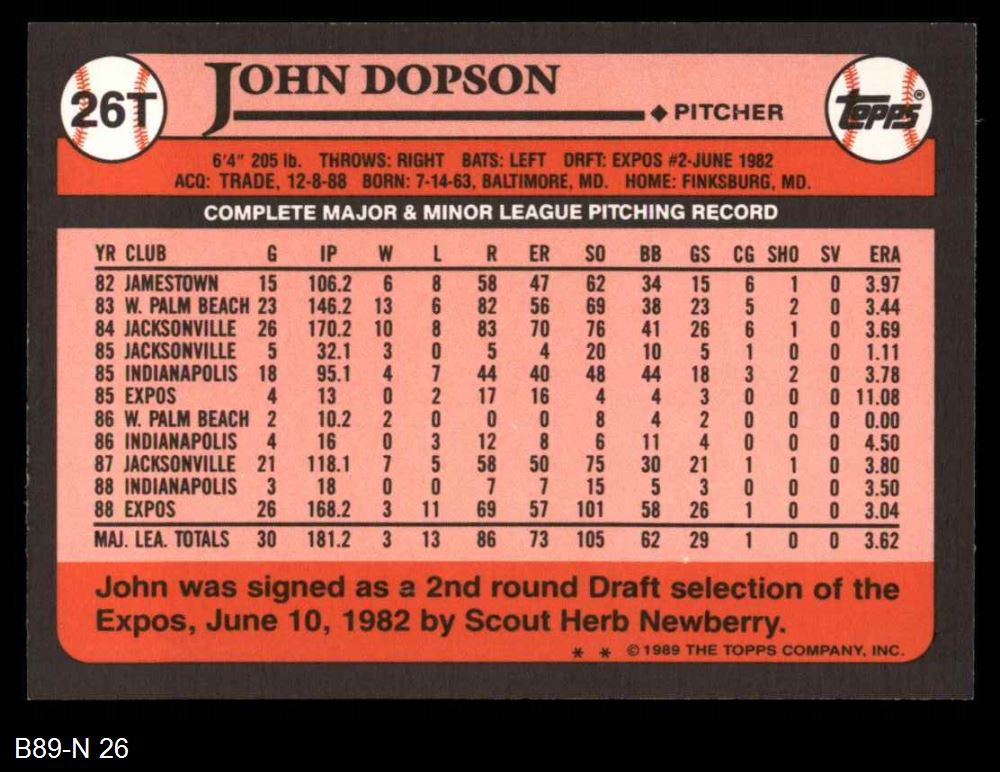 26T
JOHN DOPSON
◆ PITCHER
TOPPS®
6'4" 205 lb. THROWS: RIGHT BATS: LEFT DRFT: EXPOS #2-JUNE 1982
ACQ: TRADE, 12-8-88 BORN: 7-14-63, BALTIMORE, MD. HOME: FINKSBURG, MD.
COMPLETE MAJOR & MINOR LEAGUE PITCHING RECORD
YR CLUB G IP W L R ER SO BB GS CG SHO SV ERA
82 JAMESTOWN 15 106.2 6 8 58 47 62 34 15 6 1 0 3.97
83 W. PALM BEACH 23 146.2 13 6 82 56 69 38 23 5 2 0 3.44
84 JACKSONVILLE 26 170.2 10 8 83 70 76 41 26 6 1 0 3.69
85 JACKSONVILLE 5 32.1 3 0 5 4 20 10 5 1 0 0 1.11
85 INDIANAPOLIS 18 95.1 4 7 44 40 48 44 18 3 2 0 3.78
85 EXPOS 4 13 0 2 17 16 4 4 3 0 0 0 11.08
86 W. PALM BEACH 2 10.2 2 0 0 0 8 4 2 0 0 0 0.00
86 INDIANAPOLIS 4 16 0 3 12 8 6 11 4 0 0 0 4.50
87 JACKSONVILLE 21 118.1 7 5 58 50 75 30 21 1 1 0 3.80
88 INDIANAPOLIS 3 18 0 0 7 7 15 5 3 0 0 0 3.50
88 EXPOS 26 168.2 3 11 69 57 101 58 26 1 0 0 3.04
MAJ. LEA. TOTALS 30 181.2 3 13 86 73 105 62 29 1 0 0 3.62
John was signed as a 2nd round Draft selection of the
Expos, June 10, 1982 by Scout Herb Newberry.
* * © 1989 THE TOPPS COMPANY, INC.
B89-N 26